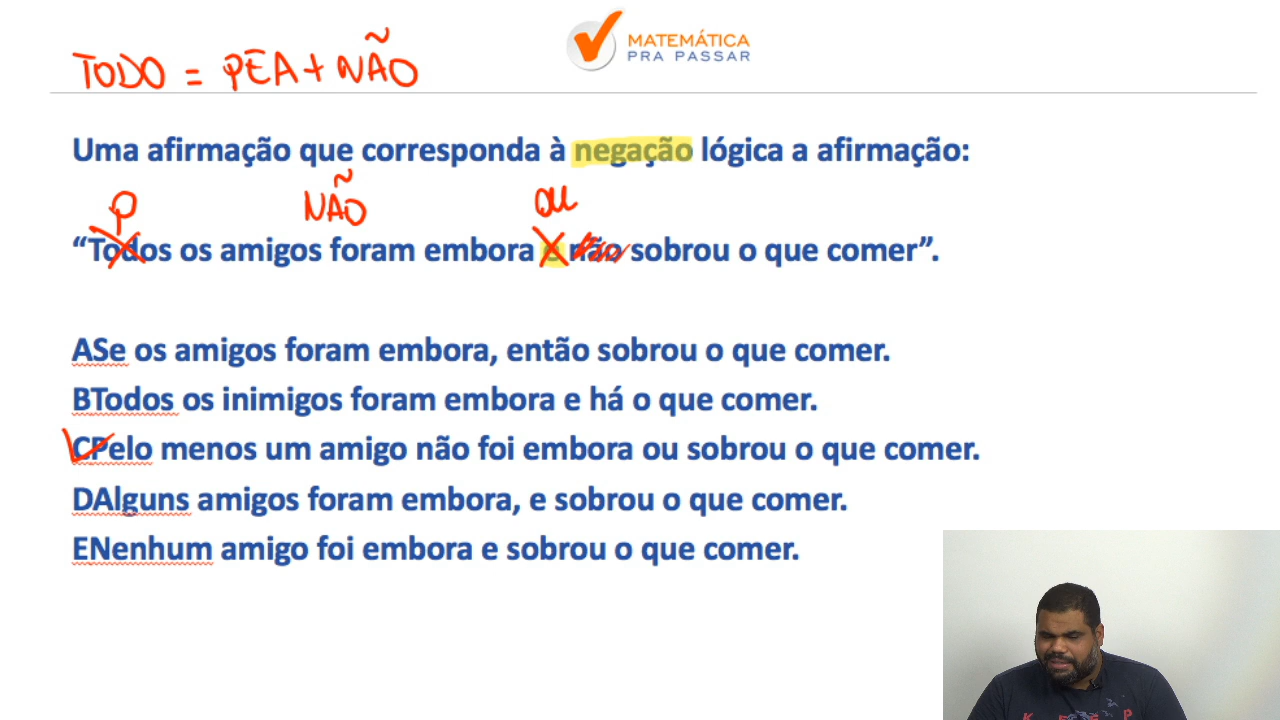 MATEMÁTICA
PRA PASSAR
TODO = PEA + NÃO
Uma afirmação que corresponda à negação lógica a afirmação:
P NÃO OU
“Todos os amigos foram embora e não sobrou o que comer”.
ASe os amigos foram embora, então sobrou o que comer.
BTodos os inimigos foram embora e há o que comer.
CPelo menos um amigo não foi embora ou sobrou o que comer.
DAlguns amigos foram embora, e sobrou o que comer.
ENenhum amigo foi embora e sobrou o que comer.